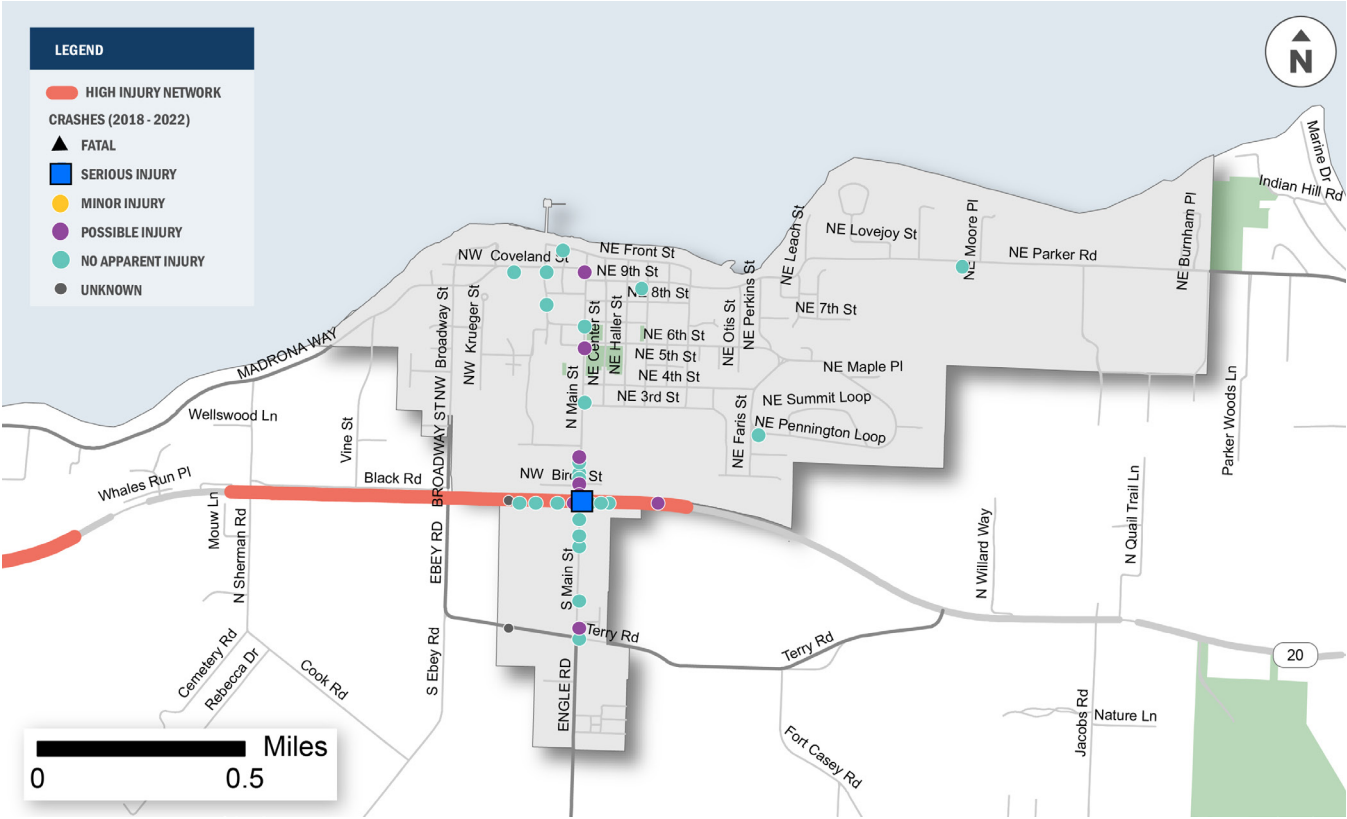 LEGEND
HIGH INJURY NETWORK
CRASHES (2018 - 2022)
FATAL
SERIOUS INJURY
MINOR INJURY
POSSIBLE INJURY
NO APPARENT INJURY
UNKNOWN
N
Marine Dr
Indian Hill Rd
NE Burnham Pl
NE Moore Pl
NE Parker Rd
NE Lovejoy St
NE Leach St
NE Front St
NW Coveland St
NE 9th St
NE 8th St
NE 7th St
NE Perkins St
NE Otis St
NE 6th St
NE 5th St
NE 4th St
NE 3rd St
NE Haller St
NE Center St
N Main St
NW Krueger St
NW Broadway St
BROADWAY ST
MADRONA WAY
NE Maple Pl
NE Summit Loop
NE Pennington Loop
NE Faris St
Parker Woods Ln
Wellswood Ln
Vine St
Whales Run Pl
Black Rd
NW
St
Mouw Ln
N Sherman Rd
EBEY RD
S Main St
N Willard Way
N Quail Trail Ln
Terry Rd
Terry Rd
20
Cemetery Rd
Rebecca Dr
Cook Rd
S Ebey Rd
ENGLE RD
Fort Casey Rd
Jacobs Rd
Nature Ln
Miles
0
0.5